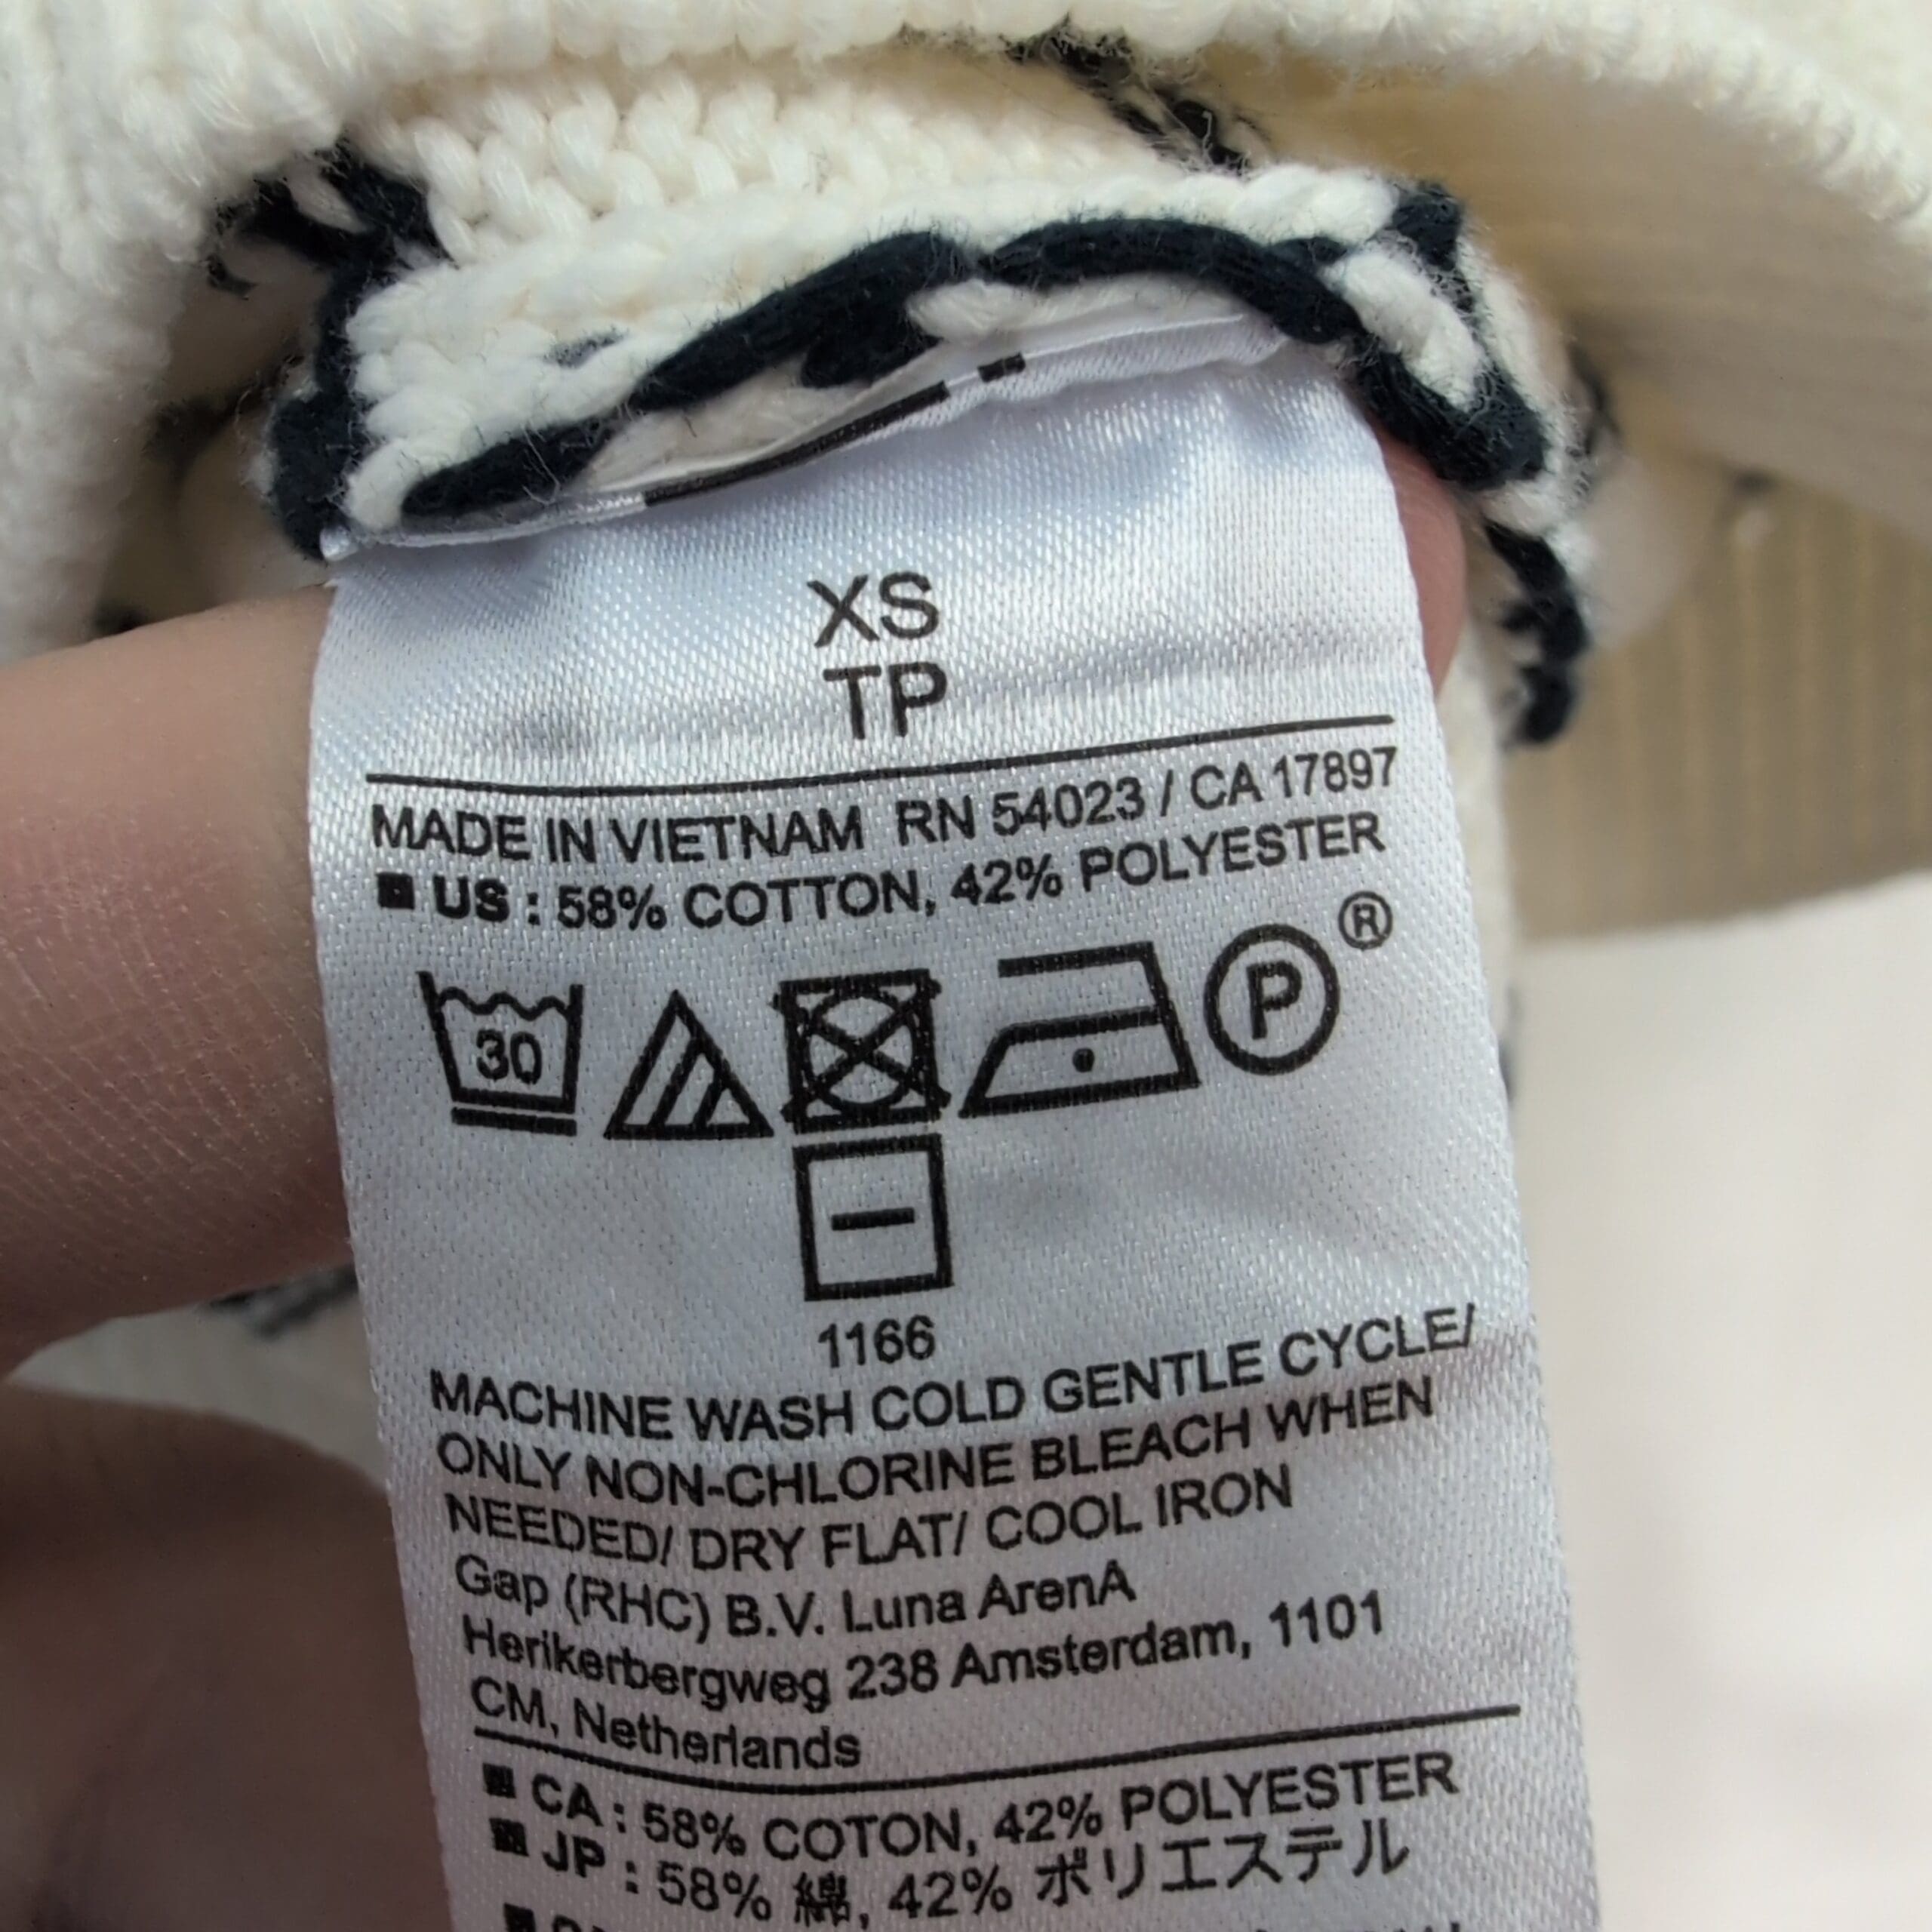 XS
TP
MADE IN VIETNAM RN 54023 / CA 17897
■ US : 58% COTTON, 42% POLYESTER
30
P®
1166
MACHINE WASH COLD GENTLE CYCLE/
ONLY NON-CHLORINE BLEACH WHEN
NEEDED/ DRY FLAT/ COOL IRON
Gap (RHC) B.V. Luna ArenA
Herikerbergweg 238 Amsterdam, 1101
CM, Netherlands
■ CA : 58% COTON, 42% POLYESTER
■ JP : 58% 綿, 42% ポリエステル